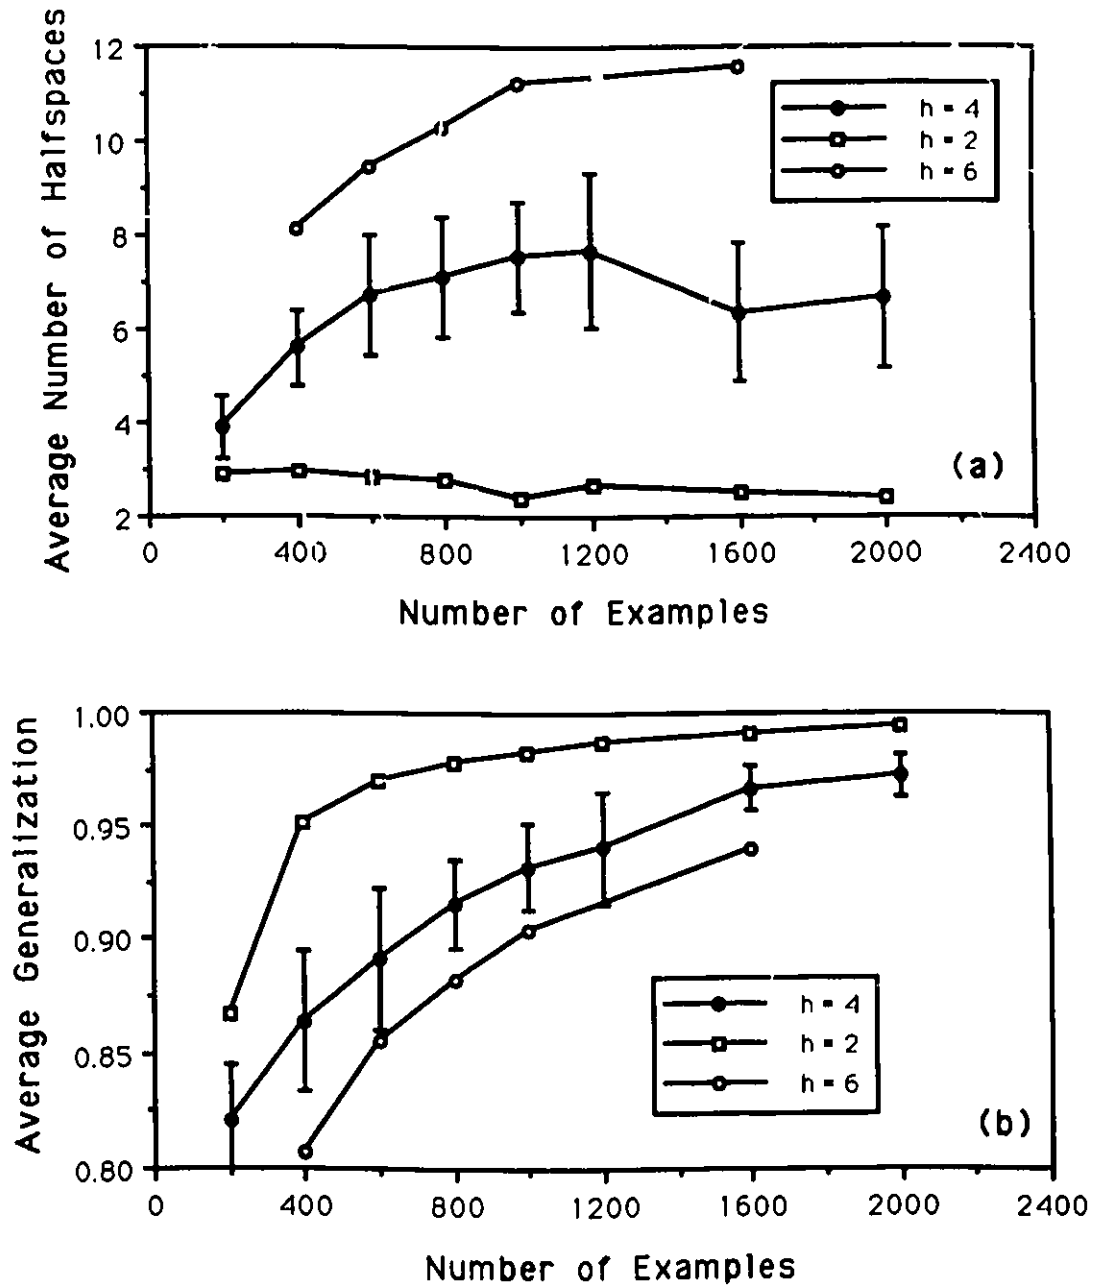 Average Number of Halfspaces
12
10
8
6
4
2
h = 4
h = 2
h = 6
(a)
0 400 800 1200 1600 2000 2400
Number of Examples
Average Generalization
1.00
0.95
0.90
0.85
0.80
h = 4
h = 2
h = 6
(b)
0 400 800 1200 1600 2000 2400
Number of Examples